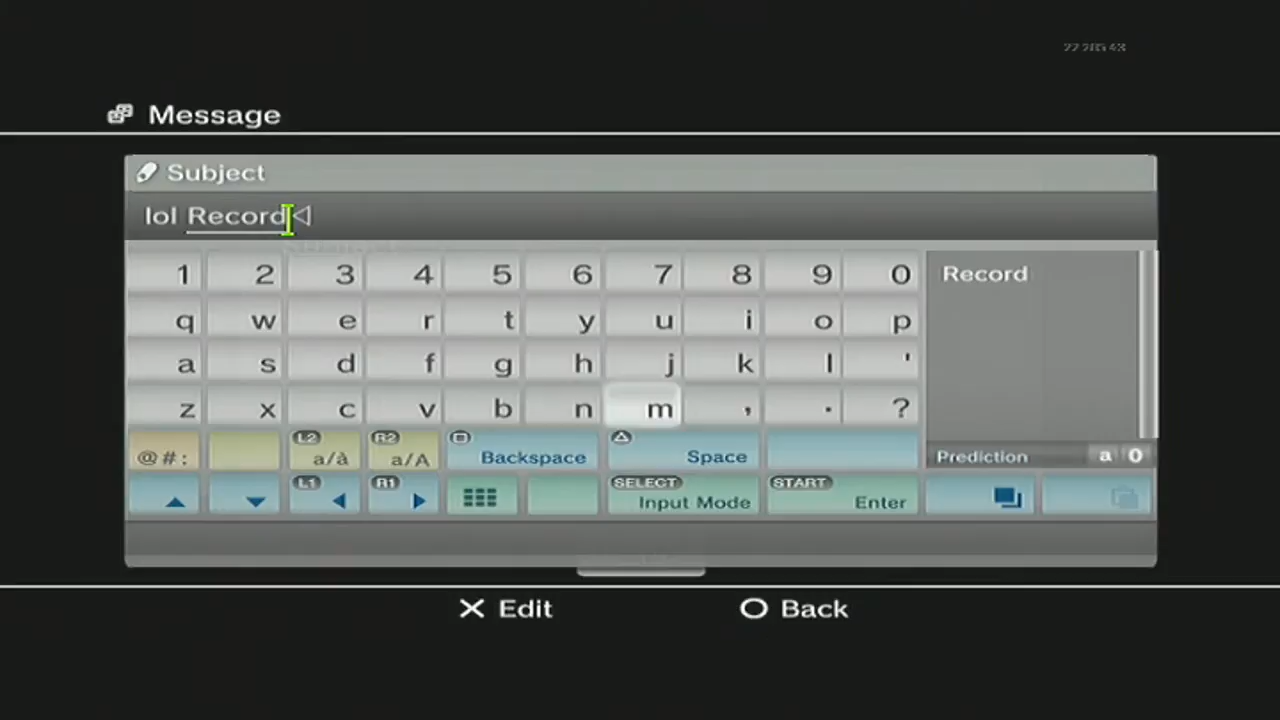 Message
Subject
lol Record
1 2 3 4 5 6 7 8 9 0
Record
q w e r t y u i o p
a s d f g h j k l '
z x c v b n m , . ?
@#: L2 a/à R2 a/A Backspace Space
Prediction a 0
L1 R1 SELECT Input Mode START Enter
Edit Back